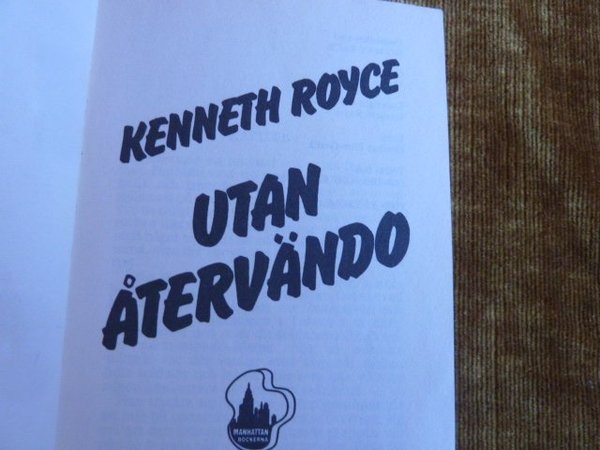 KENNETH ROYCE
UTAN
ÅTERVÄNDO
MANHATTAN
BÖCKERNA